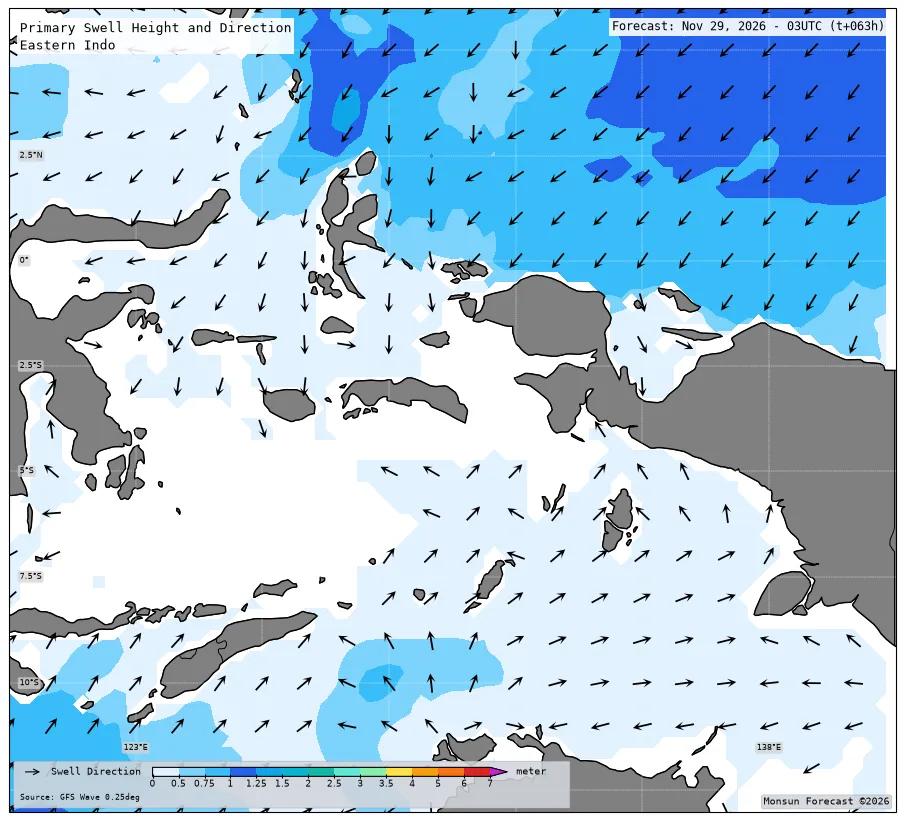 Primary Swell Height and Direction
Eastern Indo
Forecast: Nov 29, 2026 - 03UTC (t+063h)
2.5°N
0°
2.5°S
5°S
7.5°S
10°S
123°E
138°E
Swell Direction
meter
0 0.5 0.75 1 1.25 1.5 2 2.5 3 3.5 4 5 6 7
Source: GFS Wave 0.25deg
Monsun Forecast ©2026